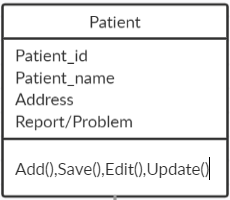 Patient
Patient_id
Patient_name
Address
Report/Problem
Add(),Save(),Edit(),Update()